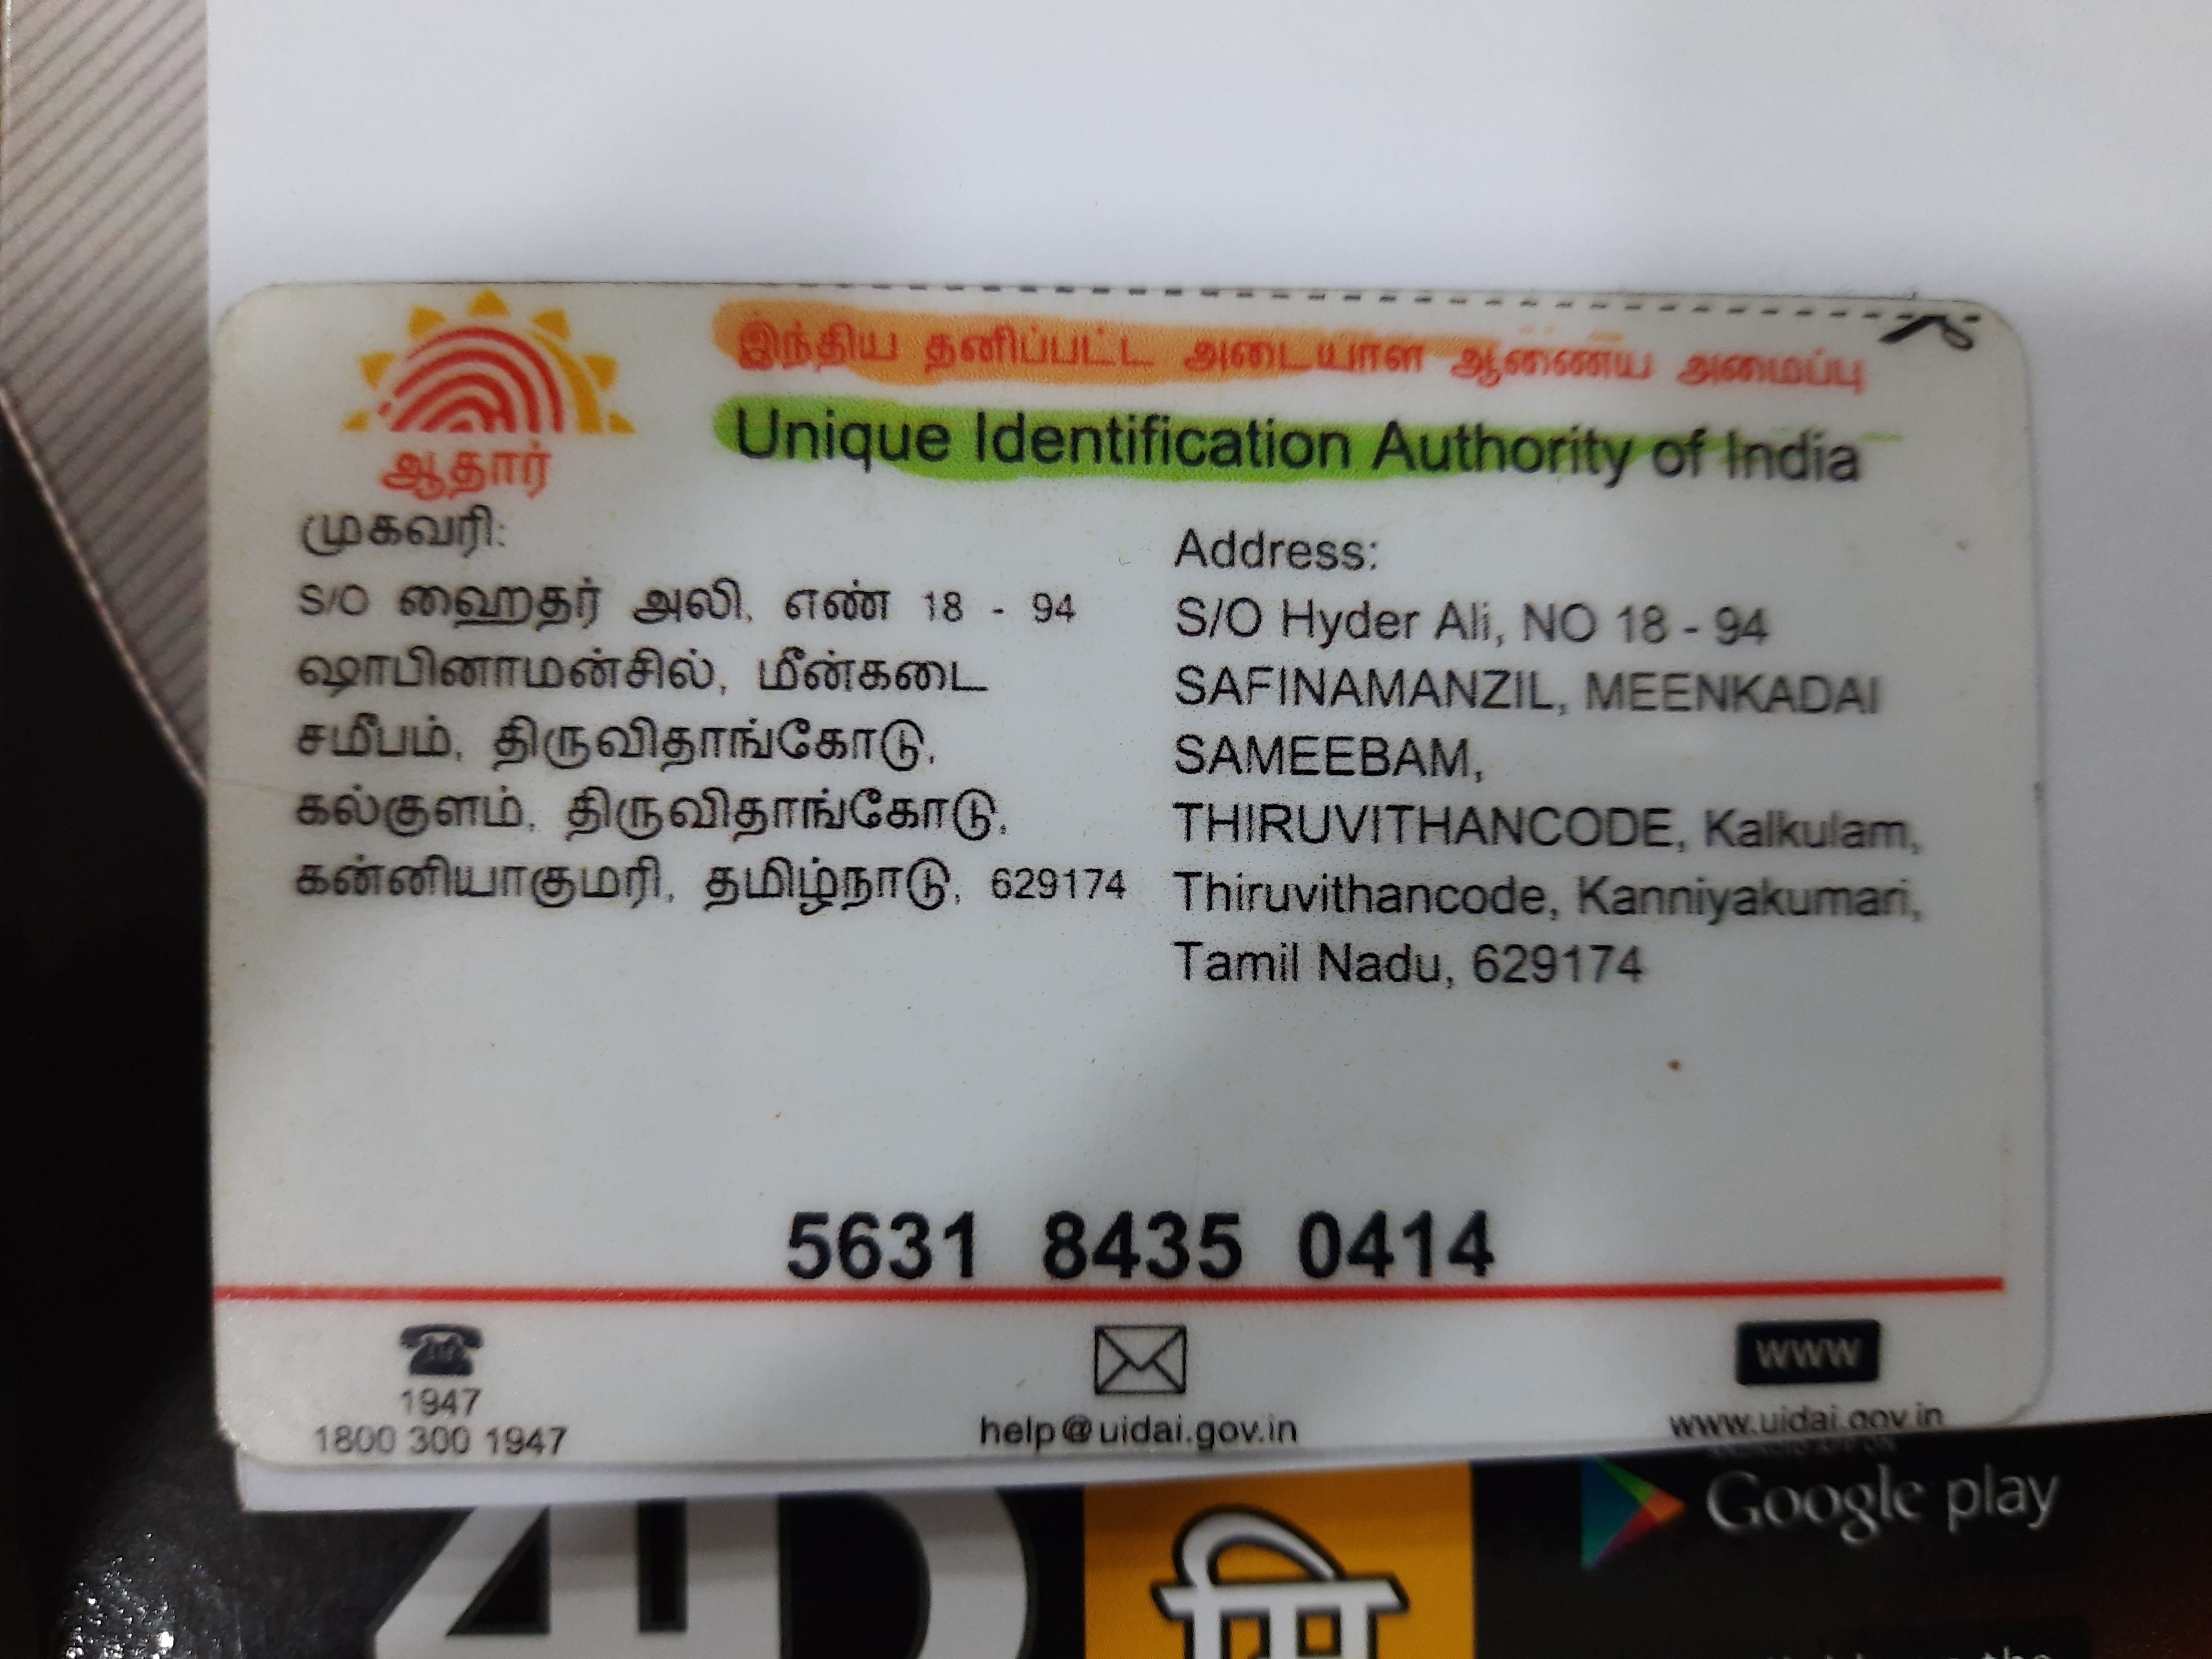 ஆதார்
இந்திய தனிப்பட்ட அடையாள ஆணைய அமைப்பு
Unique Identification Authority of India
முகவரி:
S/O ஹைதர் அலி, எண் 18 - 94
ஷாபினாமன்சில், மீன்கடை
சமீபம், திருவிதாங்கோடு,
கல்குளம், திருவிதாங்கோடு,
கன்னியாகுமரி, தமிழ்நாடு, 629174
Address:
S/O Hyder Ali, NO 18 - 94
SAFINAMANZIL, MEENKADAI
SAMEEBAM,
THIRUVITHANCODE, Kalkulam,
Thiruvithancode, Kanniyakumari,
Tamil Nadu, 629174
5631 8435 0414
1947
1800 300 1947
help@uidai.gov.in
WWW
www.uidai.gov.in
Google play
the